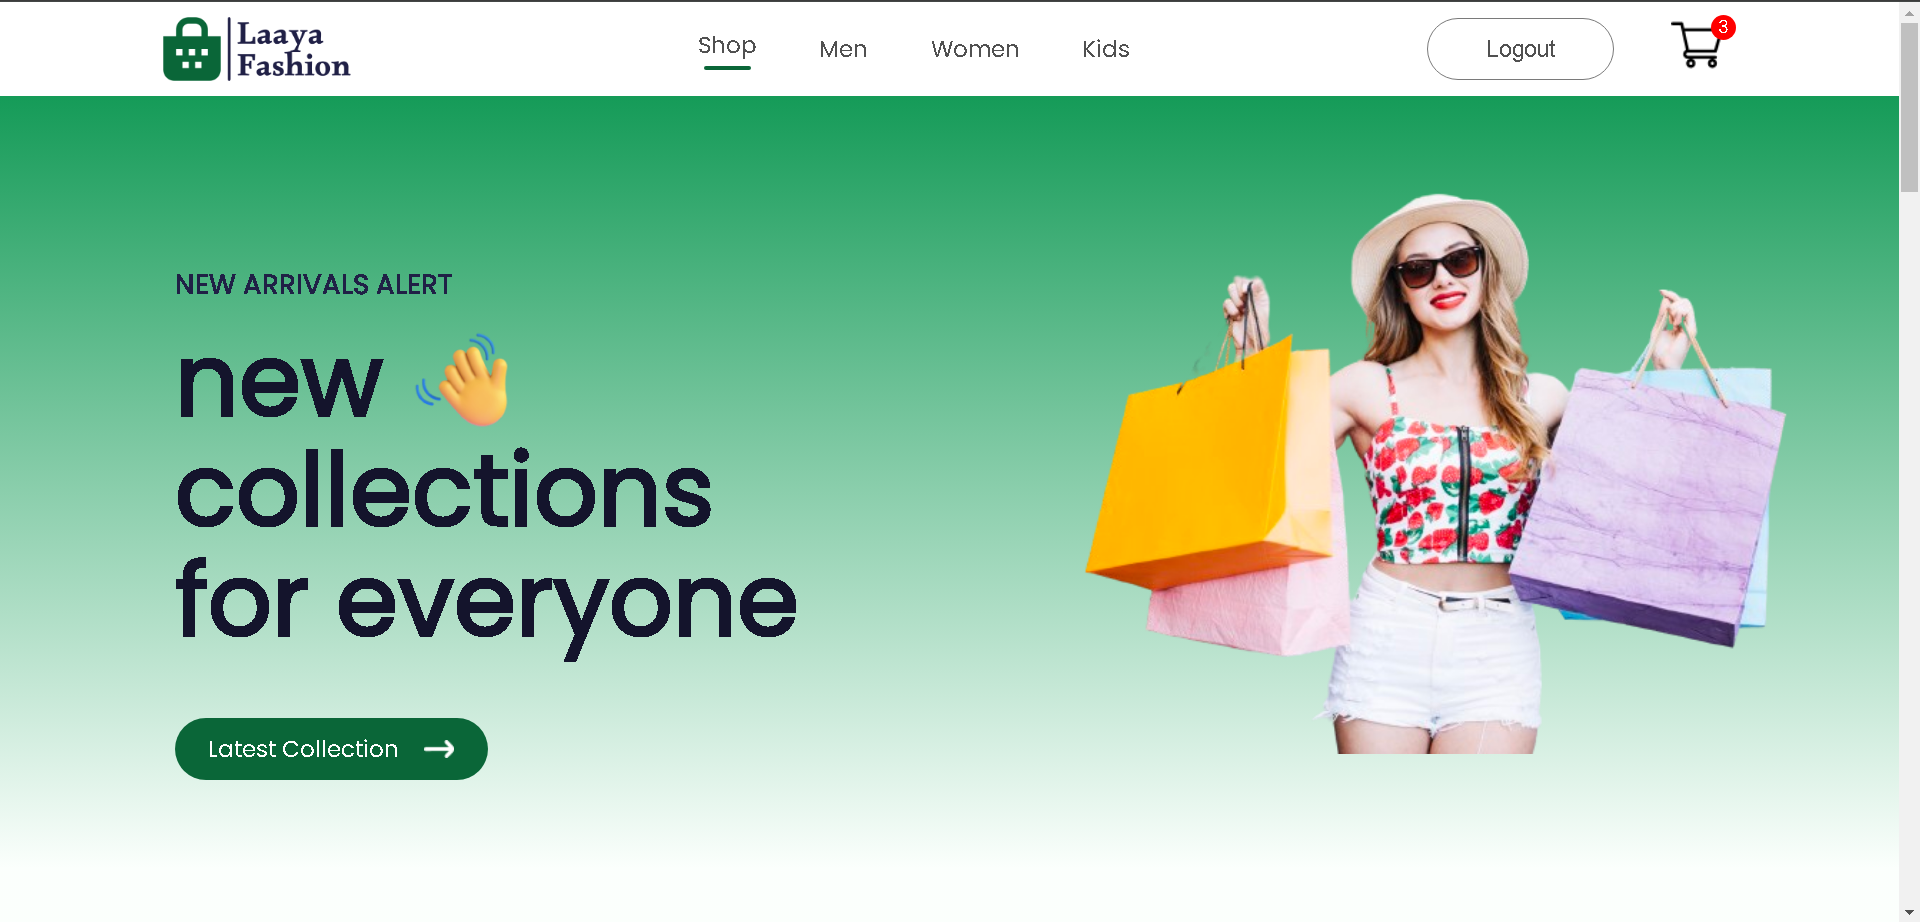 Laaya
Fashion
Shop
Men
Women
Kids
Logout
3
NEW ARRIVALS ALERT
new
collections
for everyone
Latest Collection